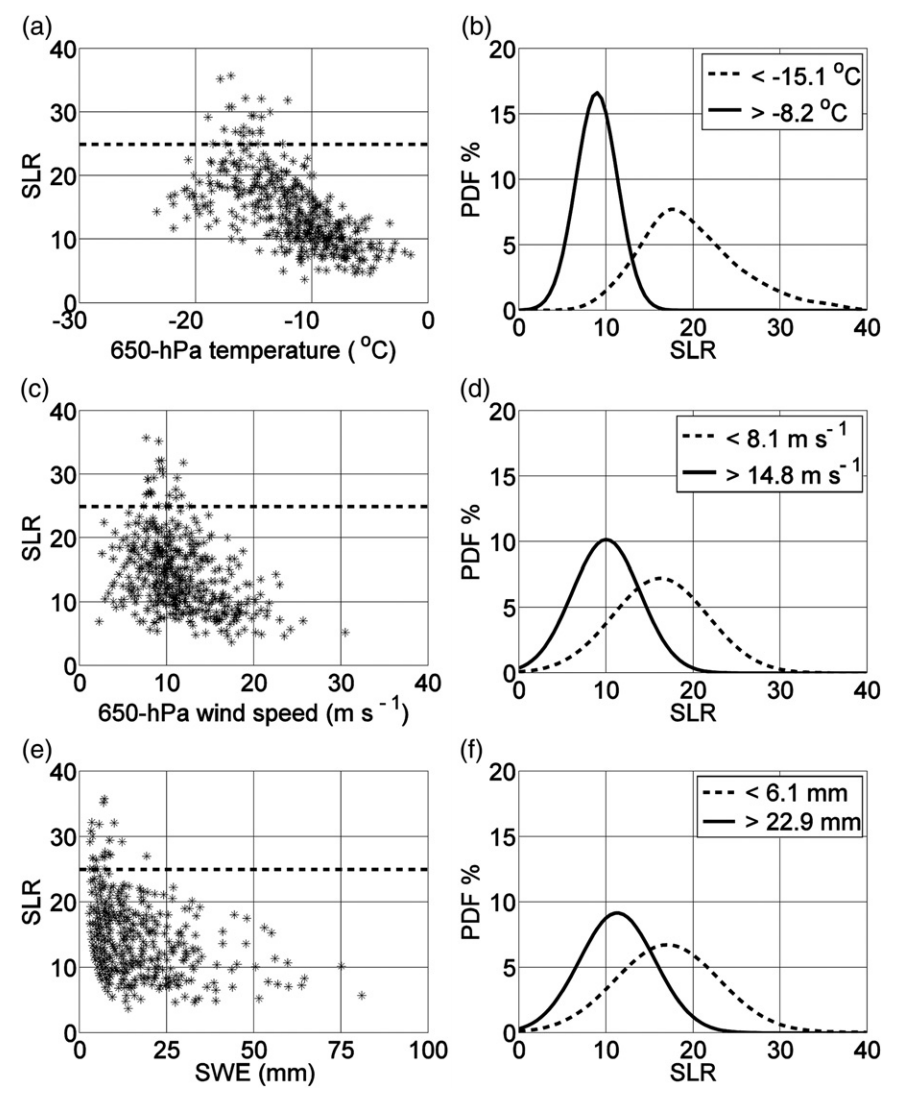 (a)
40
30
20
10
0
SLR
-30 -20 -10 0
650-hPa temperature ( °C)
(b)
20
15
10
5
0
PDF %
< -15.1 °C
> -8.2 °C
0 10 20 30 40
SLR
(c)
40
30
20
10
0
SLR
0 10 20 30 40
650-hPa wind speed (m s⁻¹)
(d)
20
15
10
5
0
PDF %
< 8.1 m s⁻¹
> 14.8 m s⁻¹
0 10 20 30 40
SLR
(e)
40
30
20
10
0
SLR
0 25 50 75 100
SWE (mm)
(f)
20
15
10
5
0
PDF %
< 6.1 mm
> 22.9 mm
0 10 20 30 40
SLR